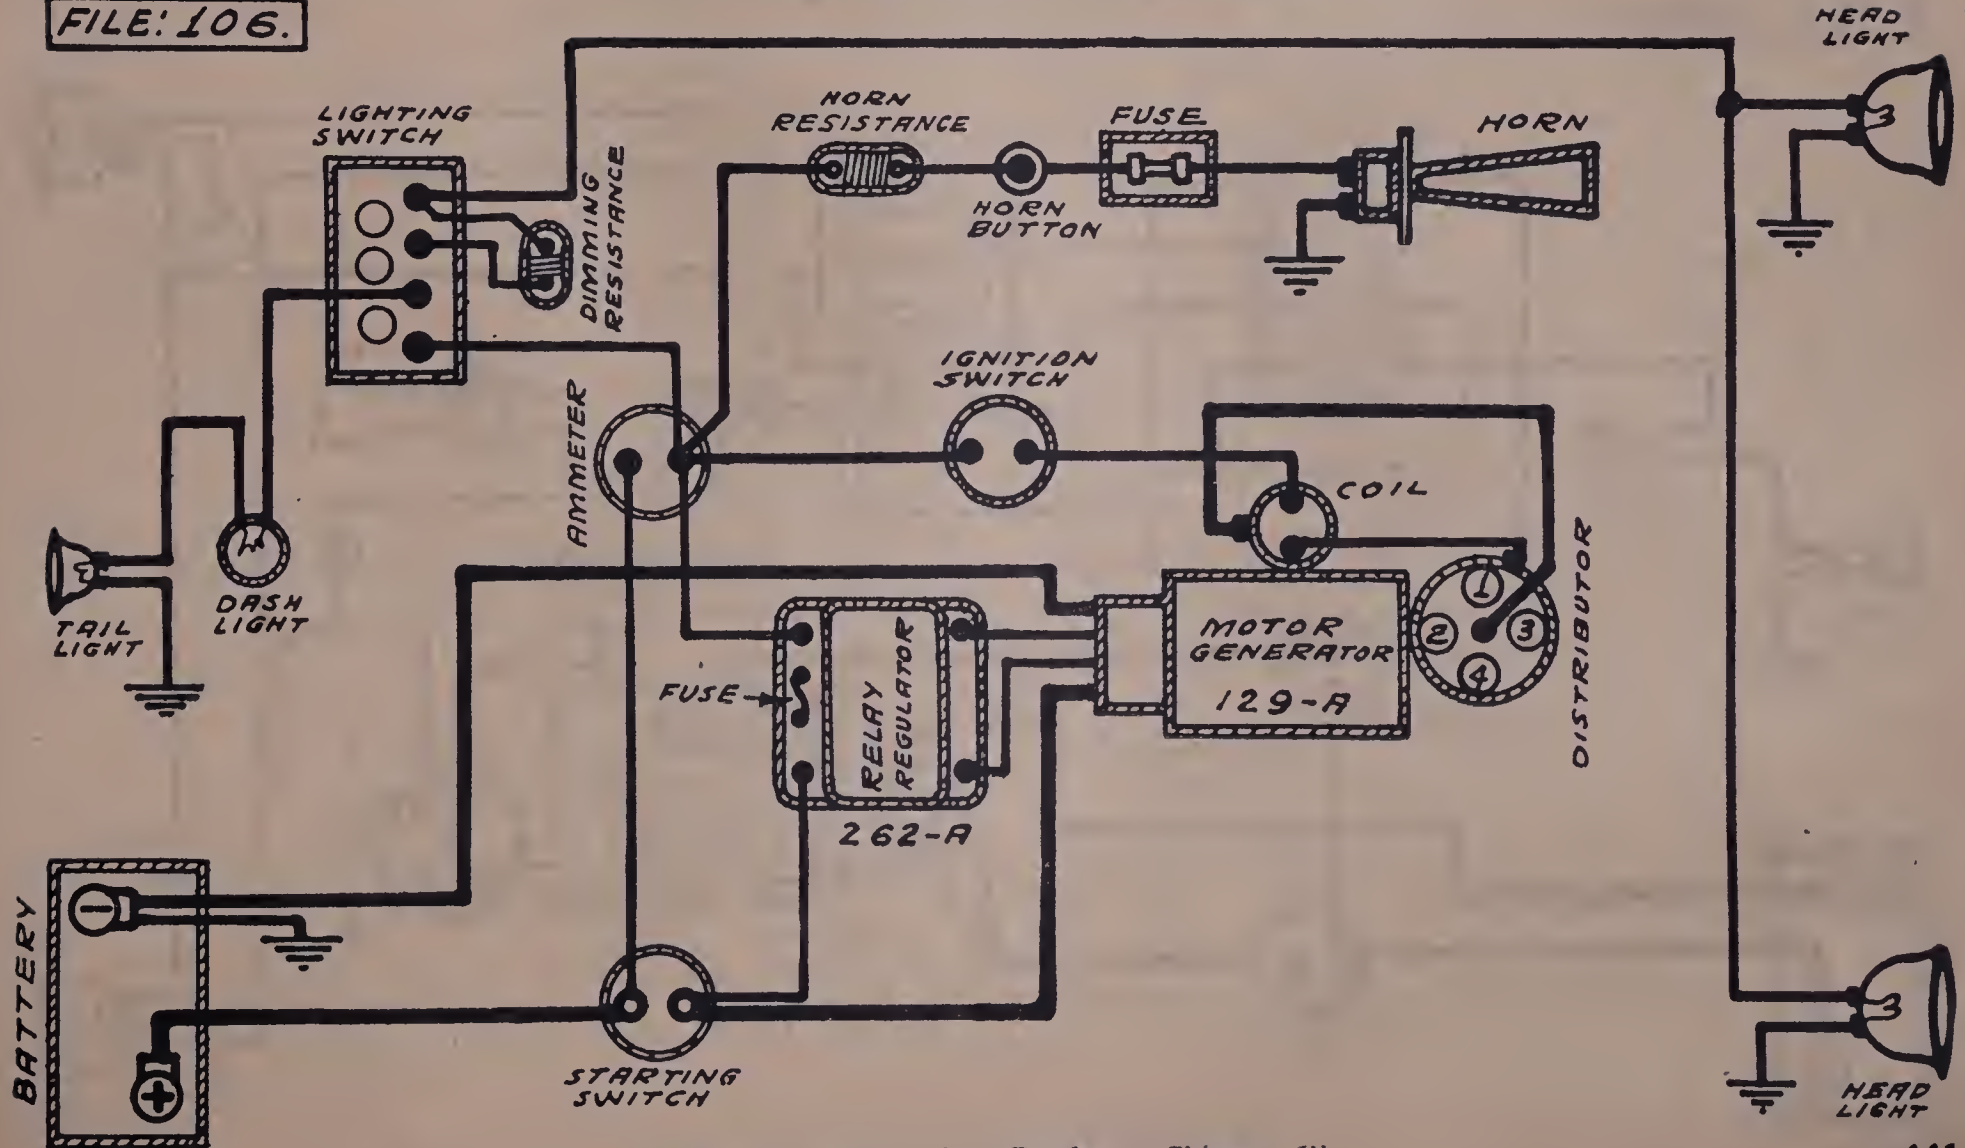 FILE: 106.
HEAD
LIGHT
LIGHTING
SWITCH
DIMMING
RESISTANCE
HORN
RESISTANCE
HORN
BUTTON
FUSE
HORN
AMMETER
IGNITION
SWITCH
COIL
DISTRIBUTOR
1
2
3
4
TAIL
LIGHT
DASH
LIGHT
FUSE
RELAY
REGULATOR
262-A
MOTOR
GENERATOR
129-A
BATTERY
−
+
STARTING
SWITCH
HEAD
LIGHT